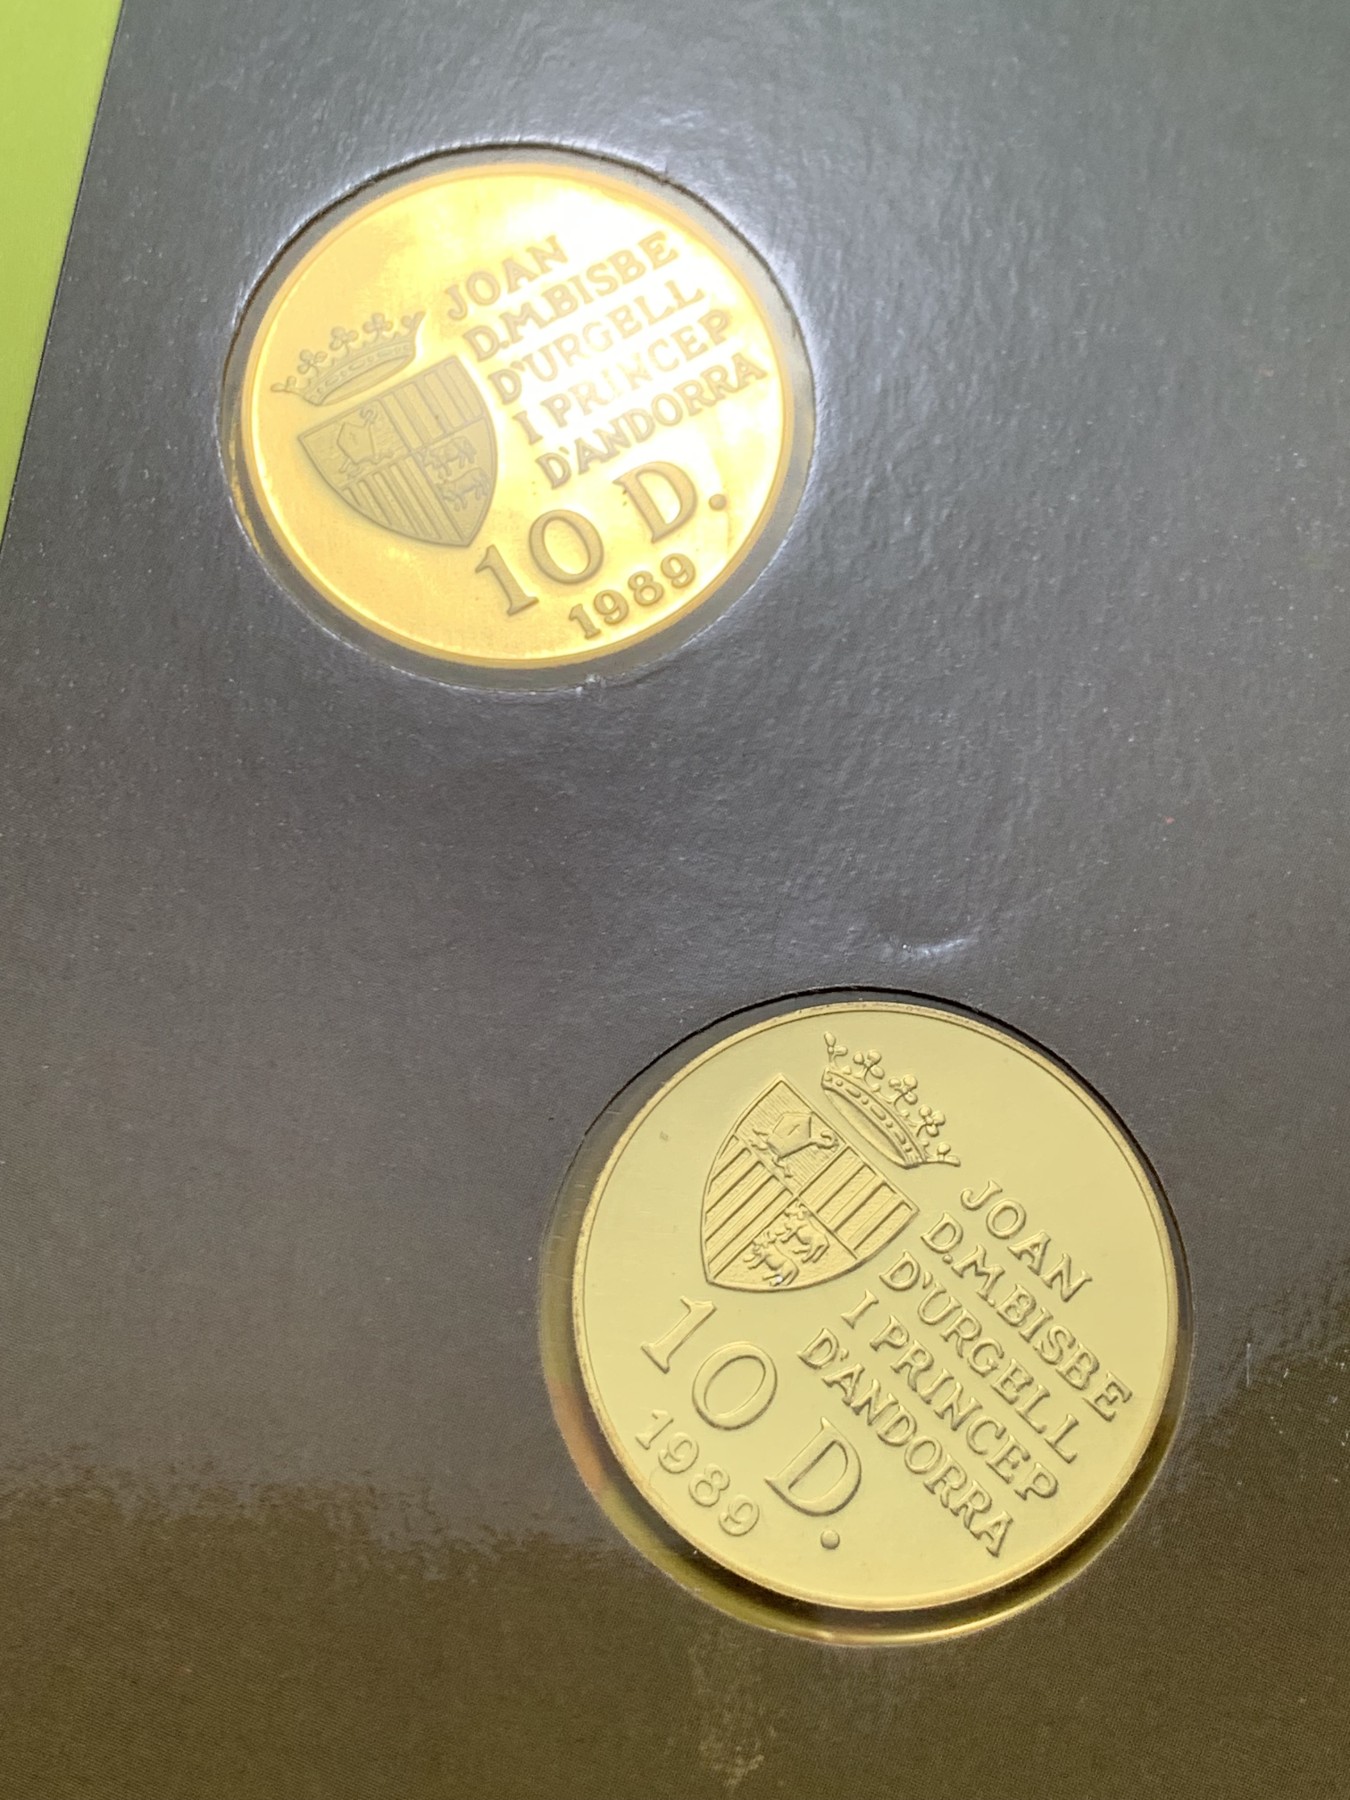 JOAN
D.M.BISBE
D'URGELL
I PRINCEP
D'ANDORRA
10 D.
1989
JOAN
D.M.BISBE
D'URGELL
I PRINCEP
D'ANDORRA
10 D.
1989